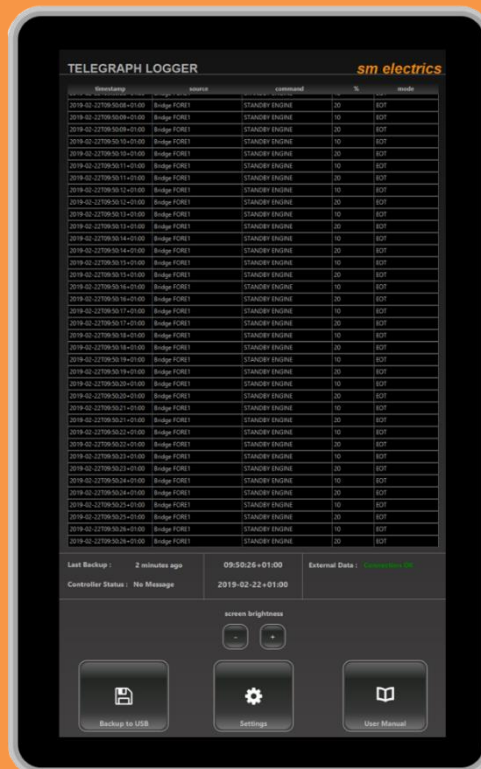 TELEGRAPH LOGGER sm electrics
timestamp source command % mode
2019-02-22T09:50:08+01:00 Bridge FORE1 STANDBY ENGINE 20 EOT
2019-02-22T09:50:09+01:00 Bridge FORE1 STANDBY ENGINE 10 EOT
2019-02-22T09:50:09+01:00 Bridge FORE1 STANDBY ENGINE 20 EOT
2019-02-22T09:50:10+01:00 Bridge FORE1 STANDBY ENGINE 10 EOT
2019-02-22T09:50:10+01:00 Bridge FORE1 STANDBY ENGINE 20 EOT
2019-02-22T09:50:11+01:00 Bridge FORE1 STANDBY ENGINE 10 EOT
2019-02-22T09:50:11+01:00 Bridge FORE1 STANDBY ENGINE 20 EOT
2019-02-22T09:50:12+01:00 Bridge FORE1 STANDBY ENGINE 10 EOT
2019-02-22T09:50:12+01:00 Bridge FORE1 STANDBY ENGINE 20 EOT
2019-02-22T09:50:13+01:00 Bridge FORE1 STANDBY ENGINE 10 EOT
2019-02-22T09:50:13+01:00 Bridge FORE1 STANDBY ENGINE 20 EOT
2019-02-22T09:50:14+01:00 Bridge FORE1 STANDBY ENGINE 10 EOT
2019-02-22T09:50:14+01:00 Bridge FORE1 STANDBY ENGINE 20 EOT
2019-02-22T09:50:15+01:00 Bridge FORE1 STANDBY ENGINE 10 EOT
2019-02-22T09:50:15+01:00 Bridge FORE1 STANDBY ENGINE 20 EOT
2019-02-22T09:50:16+01:00 Bridge FORE1 STANDBY ENGINE 10 EOT
2019-02-22T09:50:16+01:00 Bridge FORE1 STANDBY ENGINE 20 EOT
2019-02-22T09:50:17+01:00 Bridge FORE1 STANDBY ENGINE 10 EOT
2019-02-22T09:50:17+01:00 Bridge FORE1 STANDBY ENGINE 20 EOT
2019-02-22T09:50:18+01:00 Bridge FORE1 STANDBY ENGINE 10 EOT
2019-02-22T09:50:18+01:00 Bridge FORE1 STANDBY ENGINE 20 EOT
2019-02-22T09:50:19+01:00 Bridge FORE1 STANDBY ENGINE 10 EOT
2019-02-22T09:50:19+01:00 Bridge FORE1 STANDBY ENGINE 20 EOT
2019-02-22T09:50:20+01:00 Bridge FORE1 STANDBY ENGINE 10 EOT
2019-02-22T09:50:20+01:00 Bridge FORE1 STANDBY ENGINE 20 EOT
2019-02-22T09:50:21+01:00 Bridge FORE1 STANDBY ENGINE 10 EOT
2019-02-22T09:50:21+01:00 Bridge FORE1 STANDBY ENGINE 20 EOT
2019-02-22T09:50:22+01:00 Bridge FORE1 STANDBY ENGINE 10 EOT
2019-02-22T09:50:22+01:00 Bridge FORE1 STANDBY ENGINE 20 EOT
2019-02-22T09:50:23+01:00 Bridge FORE1 STANDBY ENGINE 10 EOT
2019-02-22T09:50:23+01:00 Bridge FORE1 STANDBY ENGINE 20 EOT
2019-02-22T09:50:24+01:00 Bridge FORE1 STANDBY ENGINE 10 EOT
2019-02-22T09:50:24+01:00 Bridge FORE1 STANDBY ENGINE 20 EOT
2019-02-22T09:50:25+01:00 Bridge FORE1 STANDBY ENGINE 10 EOT
2019-02-22T09:50:25+01:00 Bridge FORE1 STANDBY ENGINE 20 EOT
2019-02-22T09:50:26+01:00 Bridge FORE1 STANDBY ENGINE 10 EOT
2019-02-22T09:50:26+01:00 Bridge FORE1 STANDBY ENGINE 20 EOT
Last Backup : 2 minutes ago 09:50:26+01:00 External Data : Connection OK
Controller Status : No Message 2019-02-22+01:00
screen brightness
- +
Backup to USB Settings User Manual